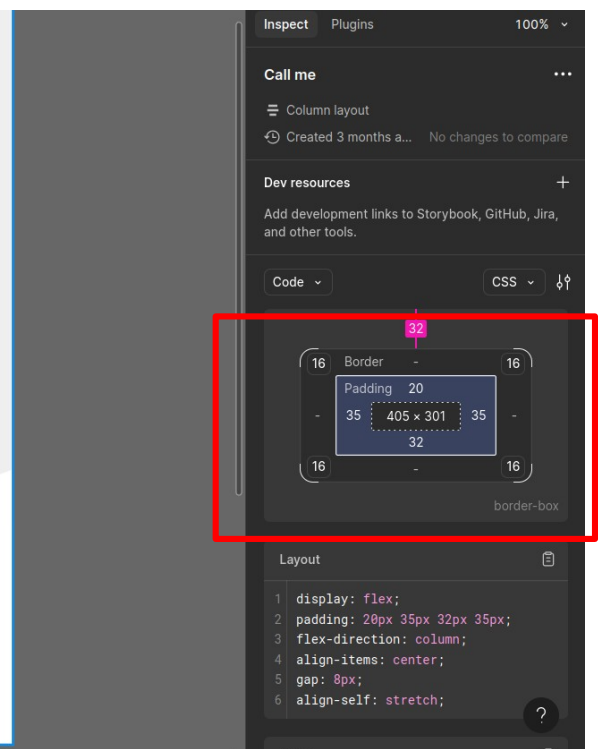 Inspect Plugins 100%
Call me
Column layout
Created 3 months a... No changes to compare
Dev resources
Add development links to Storybook, GitHub, Jira,
and other tools.
Code CSS
32
16 Border - 16
Padding 20
- 35 405 × 301 35 -
32
16 - 16
border-box
Layout
1 display: flex;
2 padding: 20px 35px 32px 35px;
3 flex-direction: column;
4 align-items: center;
5 gap: 8px;
6 align-self: stretch;
?